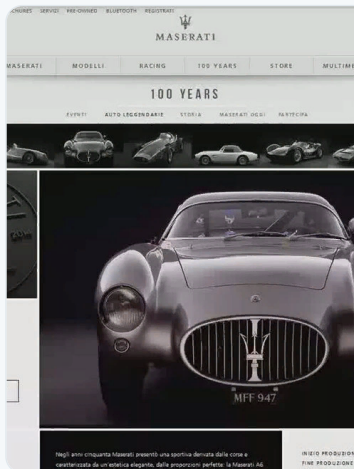 SERVIZI PRE-OWNED BLUETOOTH REGISTRATI
MASERATI
MASERATI MODELLI RACING 100 YEARS STORE
100 YEARS
EVENTI AUTO LEGGENDARIE STORIA MASERATI OGGI PARTECIPA
MFF 947
Negli anni cinquanta Maserati presentò una sportiva derivata dalle corse e
caratterizzata da un'estetica elegante, dalle proporzioni perfette: la Maserati A6
INIZIO PRODUZIONE
FINE PRODUZIONE